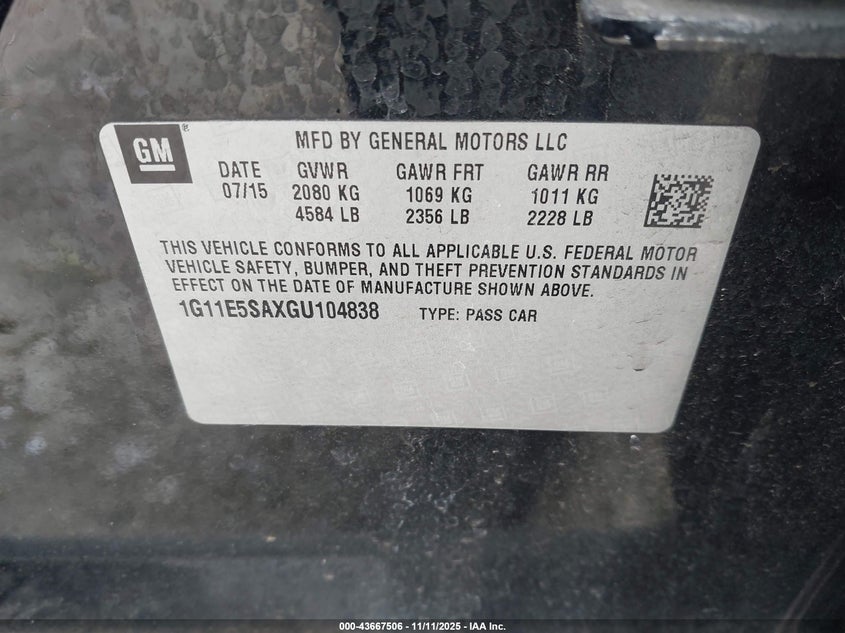 GM
®
MFD BY GENERAL MOTORS LLC
DATE GVWR GAWR FRT GAWR RR
07/15 2080 KG 1069 KG 1011 KG
4584 LB 2356 LB 2228 LB
THIS VEHICLE CONFORMS TO ALL APPLICABLE U.S. FEDERAL MOTOR
VEHICLE SAFETY, BUMPER, AND THEFT PREVENTION STANDARDS IN
EFFECT ON THE DATE OF MANUFACTURE SHOWN ABOVE.
1G11E5SAXGU104838 TYPE: PASS CAR
000-43667506 - 11/11/2025 - IAA Inc.